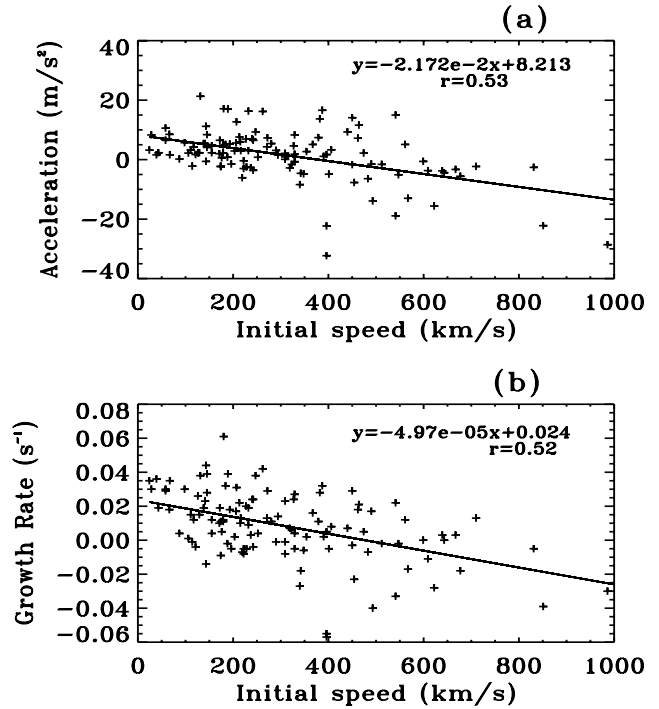 (a)
y=−2.172e−2x+8.213
r=0.53
Acceleration (m/s²)
40
20
0
−20
−40
0 200 400 600 800 1000
Initial speed (km/s)
(b)
y=−4.97e−05x+0.024
r=0.52
Growth Rate (s⁻¹)
0.08
0.06
0.04
0.02
0.00
−0.02
−0.04
−0.06
0 200 400 600 800 1000
Initial speed (km/s)